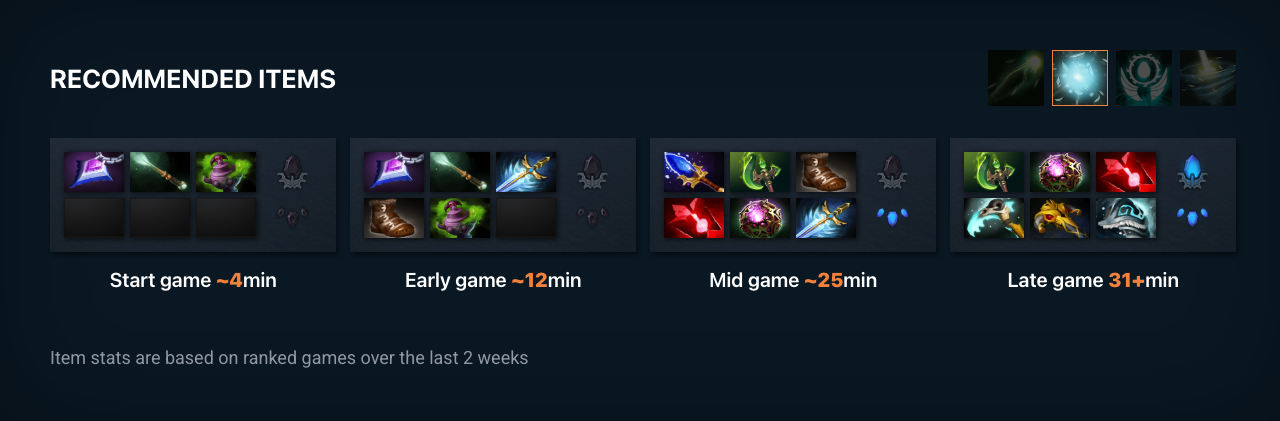 RECOMMENDED ITEMS
Start game ~4min
Early game ~12min
Mid game ~25min
Late game 31+min
Item stats are based on ranked games over the last 2 weeks